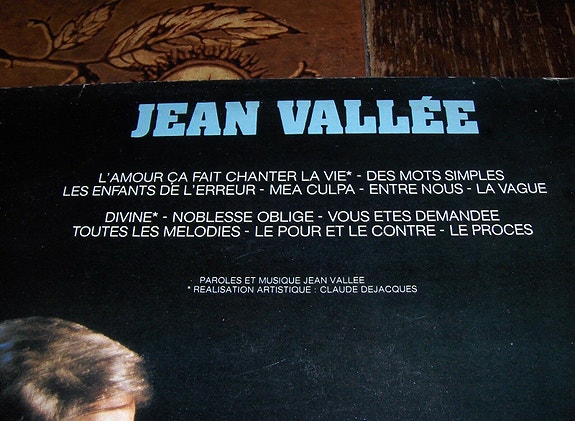 JEAN VALLÉE
L'AMOUR ÇA FAIT CHANTER LA VIE* - DES MOTS SIMPLES
LES ENFANTS DE L'ERREUR - MEA CULPA - ENTRE NOUS - LA VAGUE
DIVINE* - NOBLESSE OBLIGE - VOUS ETES DEMANDEE
TOUTES LES MELODIES - LE POUR ET LE CONTRE - LE PROCES
PAROLES ET MUSIQUE JEAN VALLEE
* REALISATION ARTISTIQUE : CLAUDE DEJACQUES